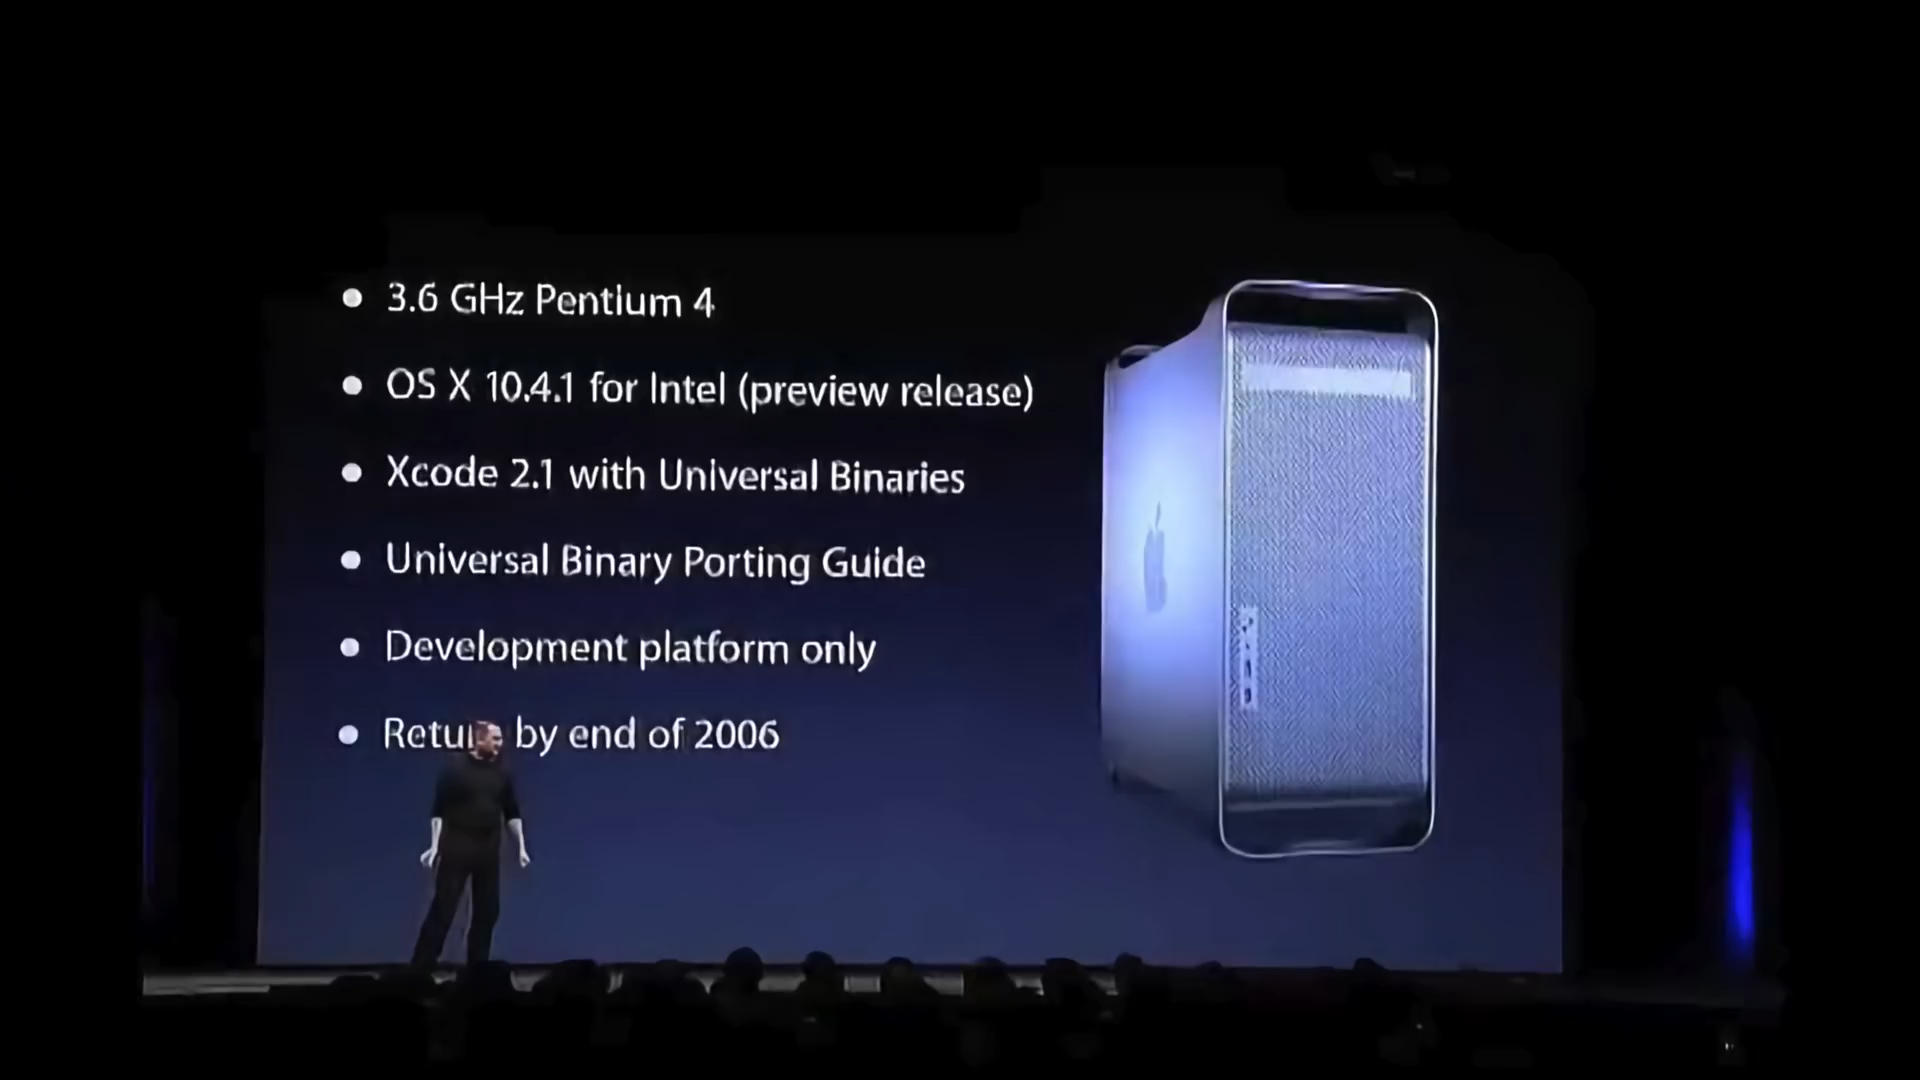 3.6 GHz Pentium 4
OS X 10.4.1 for Intel (preview release)
Xcode 2.1 with Universal Binaries
Universal Binary Porting Guide
Development platform only
by end of 2006